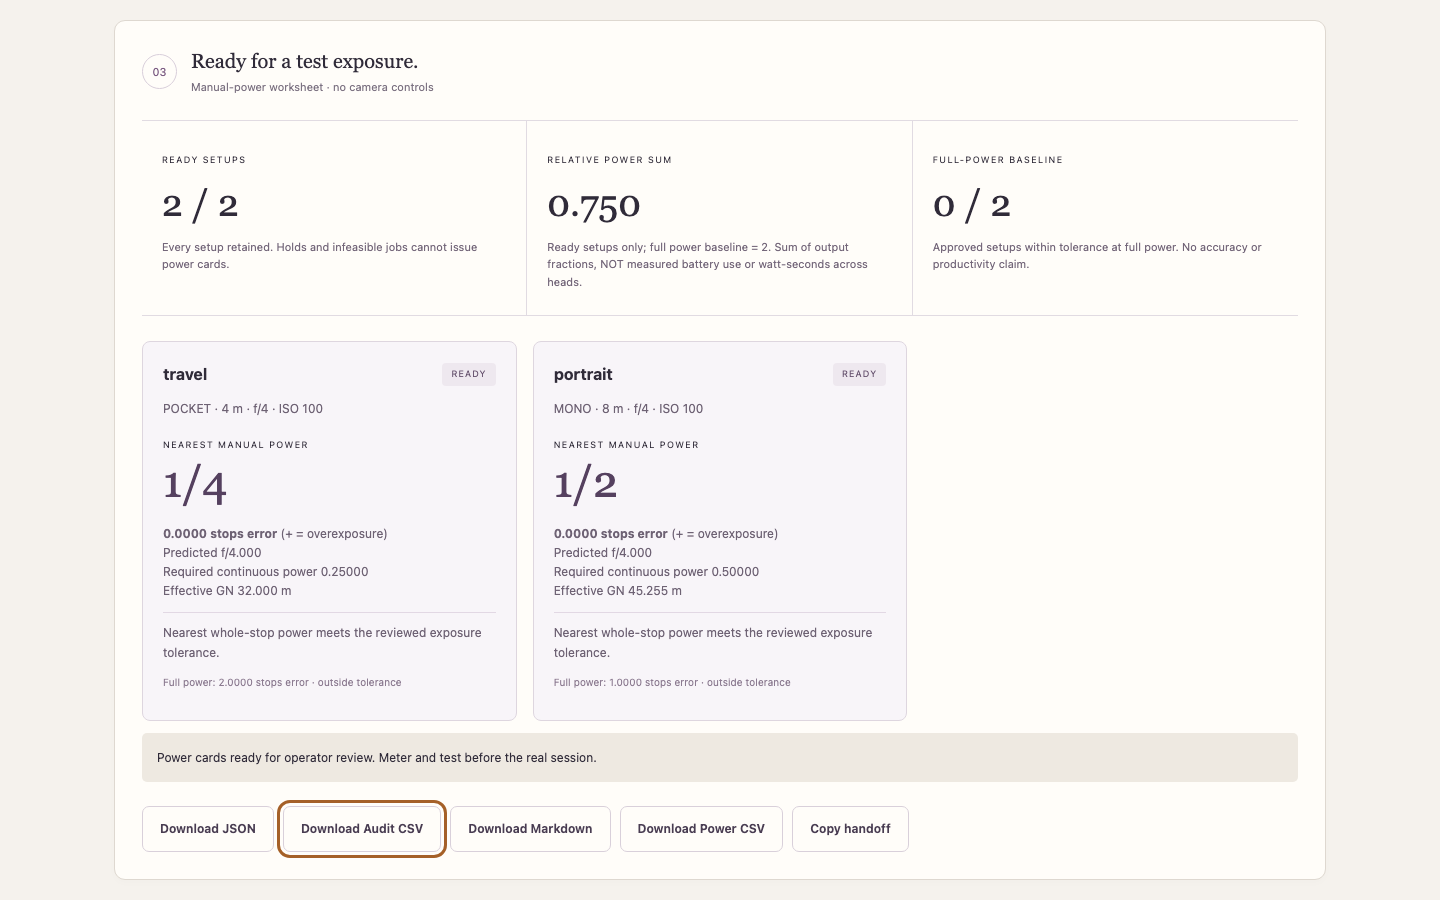 03
Ready for a test exposure.
Manual-power worksheet · no camera controls
READY SETUPS
2 / 2
Every setup retained. Holds and infeasible jobs cannot issue
power cards.
RELATIVE POWER SUM
0.750
Ready setups only; full power baseline = 2. Sum of output
fractions, NOT measured battery use or watt-seconds across
heads.
FULL-POWER BASELINE
0 / 2
Approved setups within tolerance at full power. No accuracy or
productivity claim.
travel
READY
POCKET · 4 m · f/4 · ISO 100
NEAREST MANUAL POWER
1/4
0.0000 stops error (+ = overexposure)
Predicted f/4.000
Required continuous power 0.25000
Effective GN 32.000 m
Nearest whole-stop power meets the reviewed exposure
tolerance.
Full power: 2.0000 stops error · outside tolerance
portrait
READY
MONO · 8 m · f/4 · ISO 100
NEAREST MANUAL POWER
1/2
0.0000 stops error (+ = overexposure)
Predicted f/4.000
Required continuous power 0.50000
Effective GN 45.255 m
Nearest whole-stop power meets the reviewed exposure
tolerance.
Full power: 1.0000 stops error · outside tolerance
Power cards ready for operator review. Meter and test before the real session.
Download JSON
Download Audit CSV
Download Markdown
Download Power CSV
Copy handoff